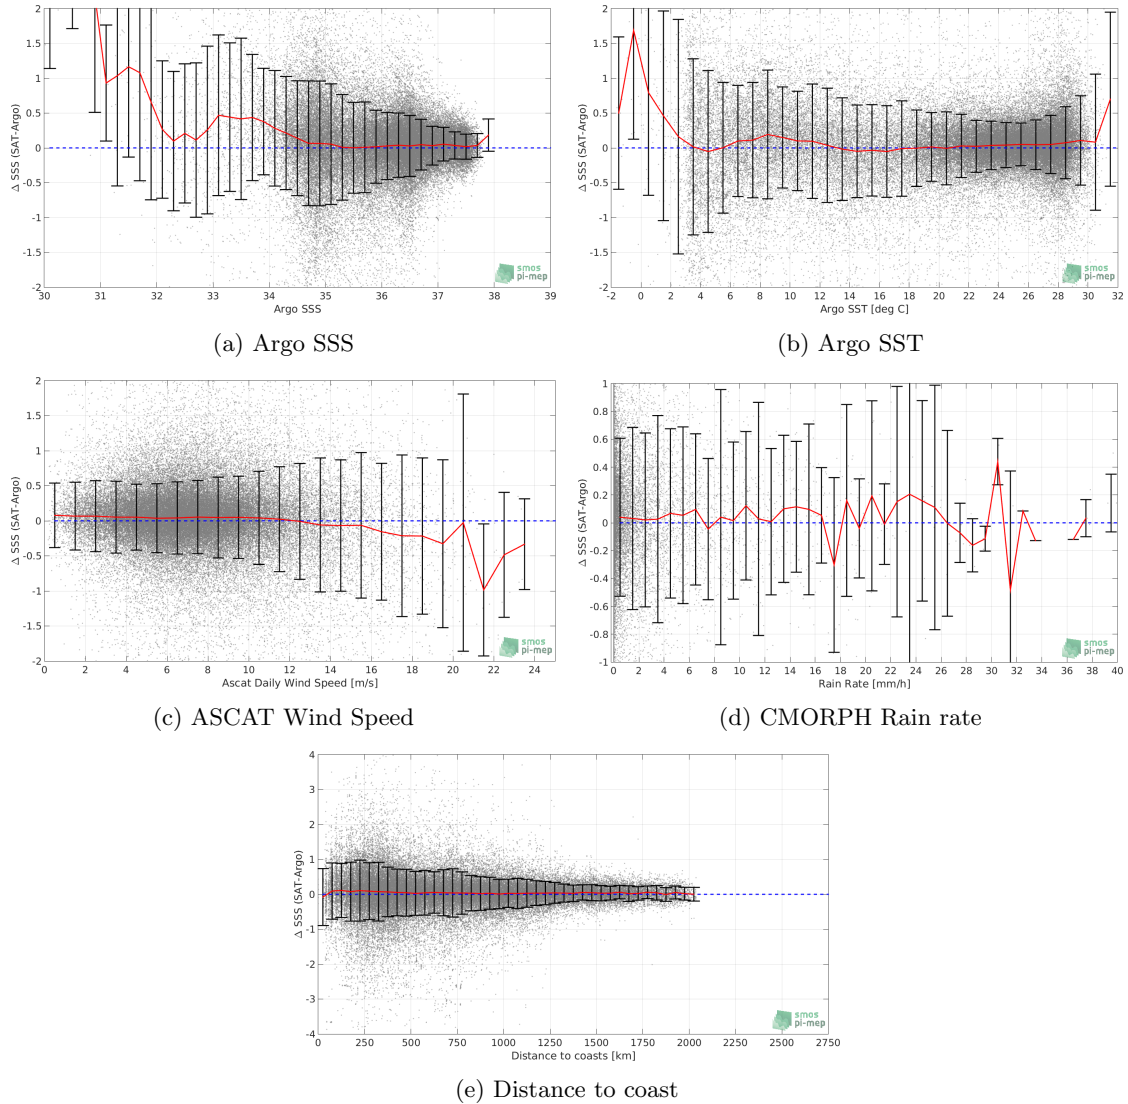 2
1.5
1
0.5
0
-0.5
-1
-1.5
-2
Δ SSS (SAT-Argo)
30 31 32 33 34 35 36 37 38 39
Argo SSS
smos
pi-mep
(a) Argo SSS
2
1.5
1
0.5
0
-0.5
-1
-1.5
-2
Δ SSS (SAT-Argo)
-2 0 2 4 6 8 10 12 14 16 18 20 22 24 26 28 30 32
Argo SST [deg C]
smos
pi-mep
(b) Argo SST
2
1.5
1
0.5
0
-0.5
-1
-1.5
-2
Δ SSS (SAT-Argo)
0 2 4 6 8 10 12 14 16 18 20 22 24
Ascat Daily Wind Speed [m/s]
smos
pi-mep
(c) ASCAT Wind Speed
1
0.8
0.6
0.4
0.2
0
-0.2
-0.4
-0.6
-0.8
-1
Δ SSS (SAT-Argo)
0 2 4 6 8 10 12 14 16 18 20 22 24 26 28 30 32 34 36 38 40
Rain Rate [mm/h]
smos
pi-mep
(d) CMORPH Rain rate
4
3
2
1
0
-1
-2
-3
-4
Δ SSS (SAT-Argo)
0 250 500 750 1000 1250 1500 1750 2000 2250 2500 2750
Distance to coasts [km]
smos
pi-mep
(e) Distance to coast